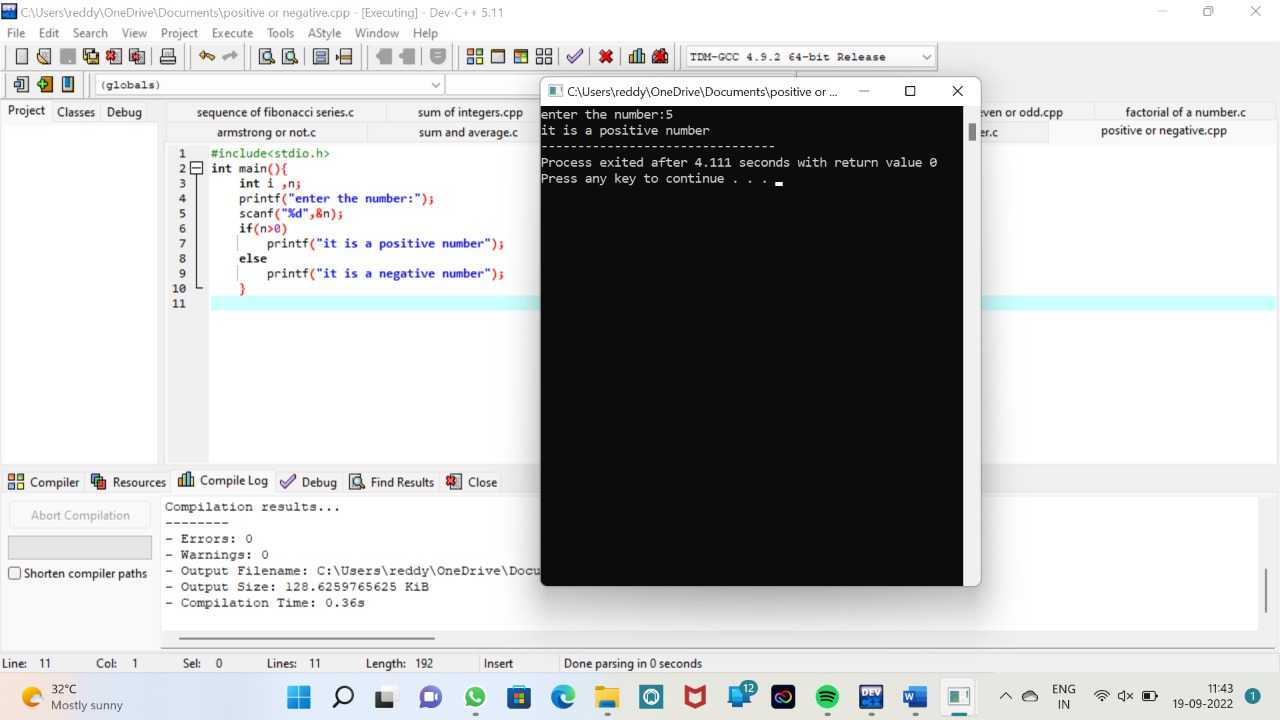 C:\Users\reddy\OneDrive\Documents\positive or negative.cpp - [Executing] - Dev-C++ 5.11
File Edit Search View Project Execute Tools AStyle Window Help
TDM-GCC 4.9.2 64-bit Release
(globals)
Project Classes Debug
sequence of fibonacci series.c sum of integers.cpp even or odd.cpp factorial of a number.c
armstrong or not.c sum and average.c positive or negative.cpp
1 #include<stdio.h>
2 int main(){
3 int i ,n;
4 printf("enter the number:");
5 scanf("%d",&n);
6 if(n>0)
7 printf("it is a positive number");
8 else
9 printf("it is a negative number");
10 }
11
C:\Users\reddy\OneDrive\Documents\positive or ...
enter the number:5
it is a positive number
--------------------------------
Process exited after 4.111 seconds with return value 0
Press any key to continue . . .
Compiler Resources Compile Log Debug Find Results Close
Abort Compilation
Shorten compiler paths
Compilation results...
--------
- Errors: 0
- Warnings: 0
- Output Filename: C:\Users\reddy\OneDrive\Docu
- Output Size: 128.6259765625 KiB
- Compilation Time: 0.36s
Line: 11 Col: 1 Sel: 0 Lines: 11 Length: 192 Insert Done parsing in 0 seconds
32°C
Mostly sunny
12
DEV
ENG
IN
11:43
19-09-2022
1